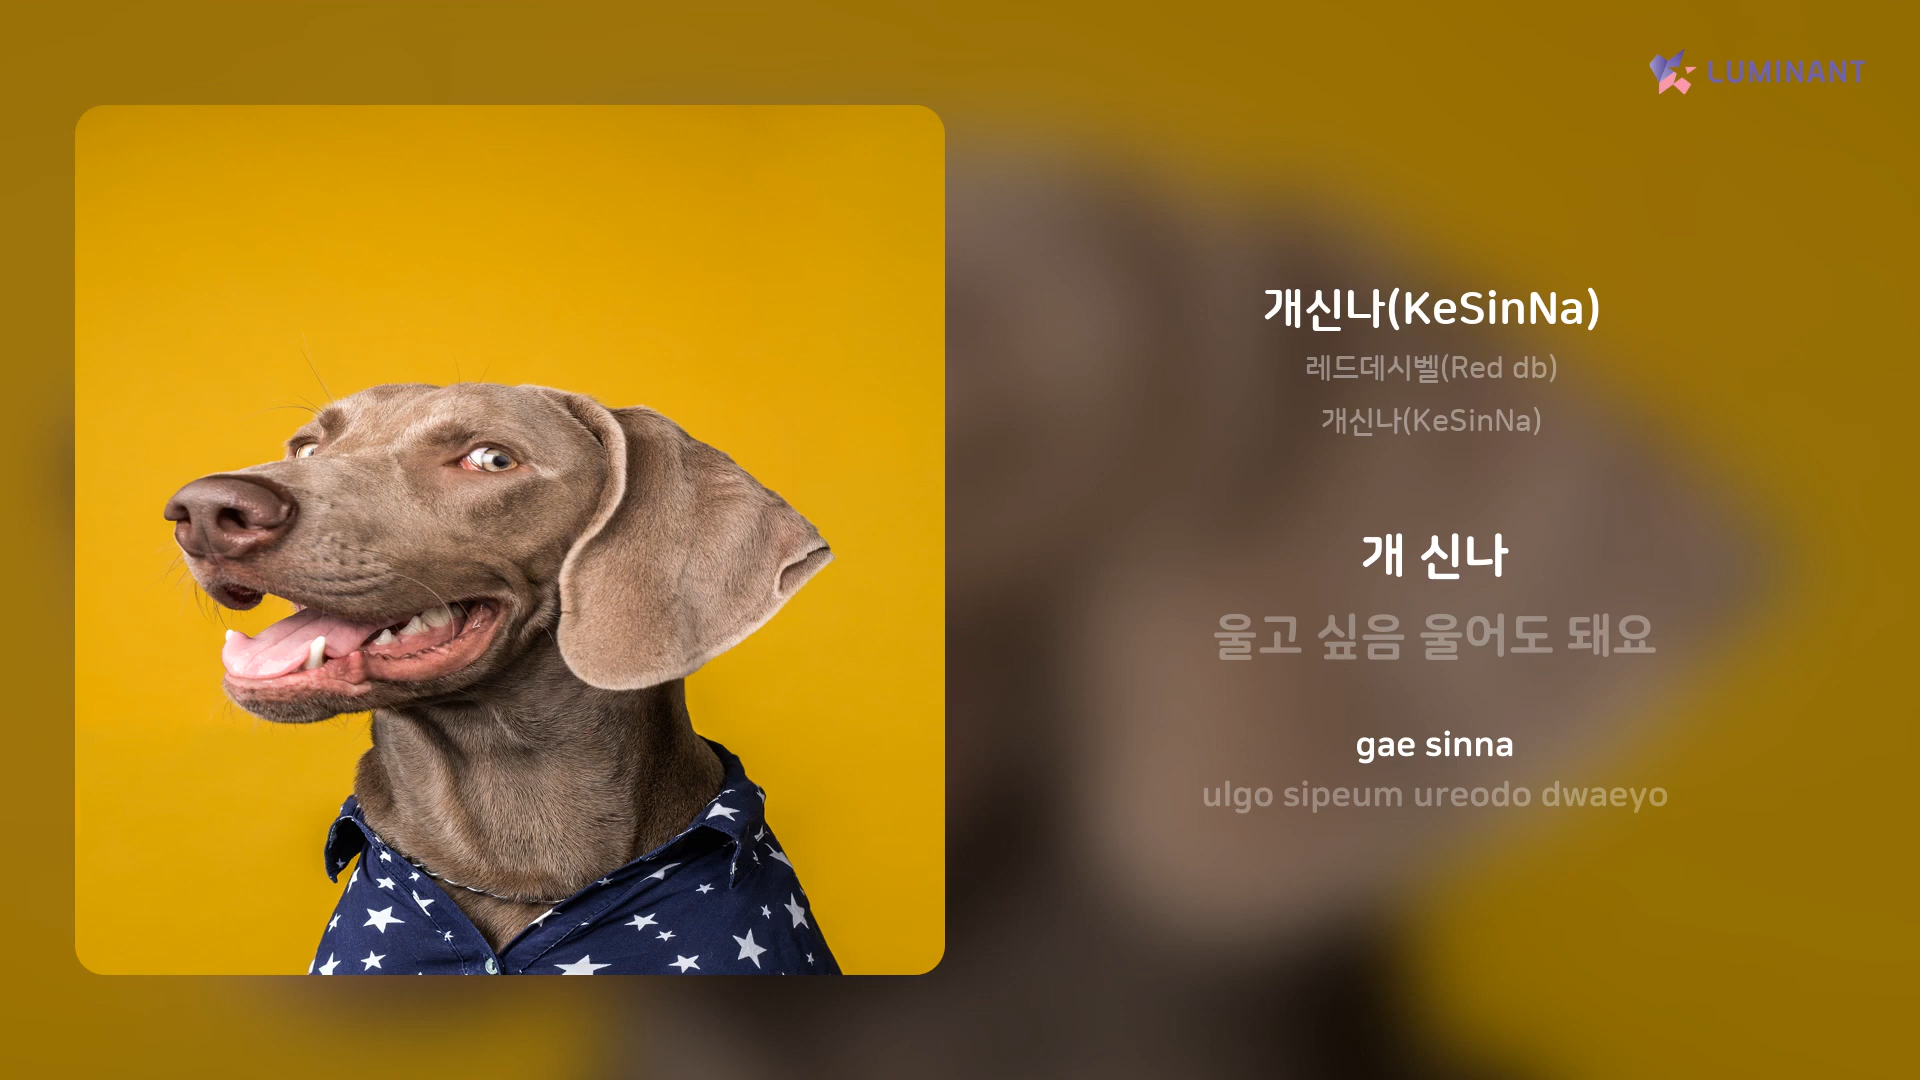 LUMINANT
개신나(KeSinNa)
레드데시벨(Red db)
개신나(KeSinNa)
개 신나
울고 싶음 울어도 돼요
gae sinna
ulgo sipeum ureodo dwaeyo